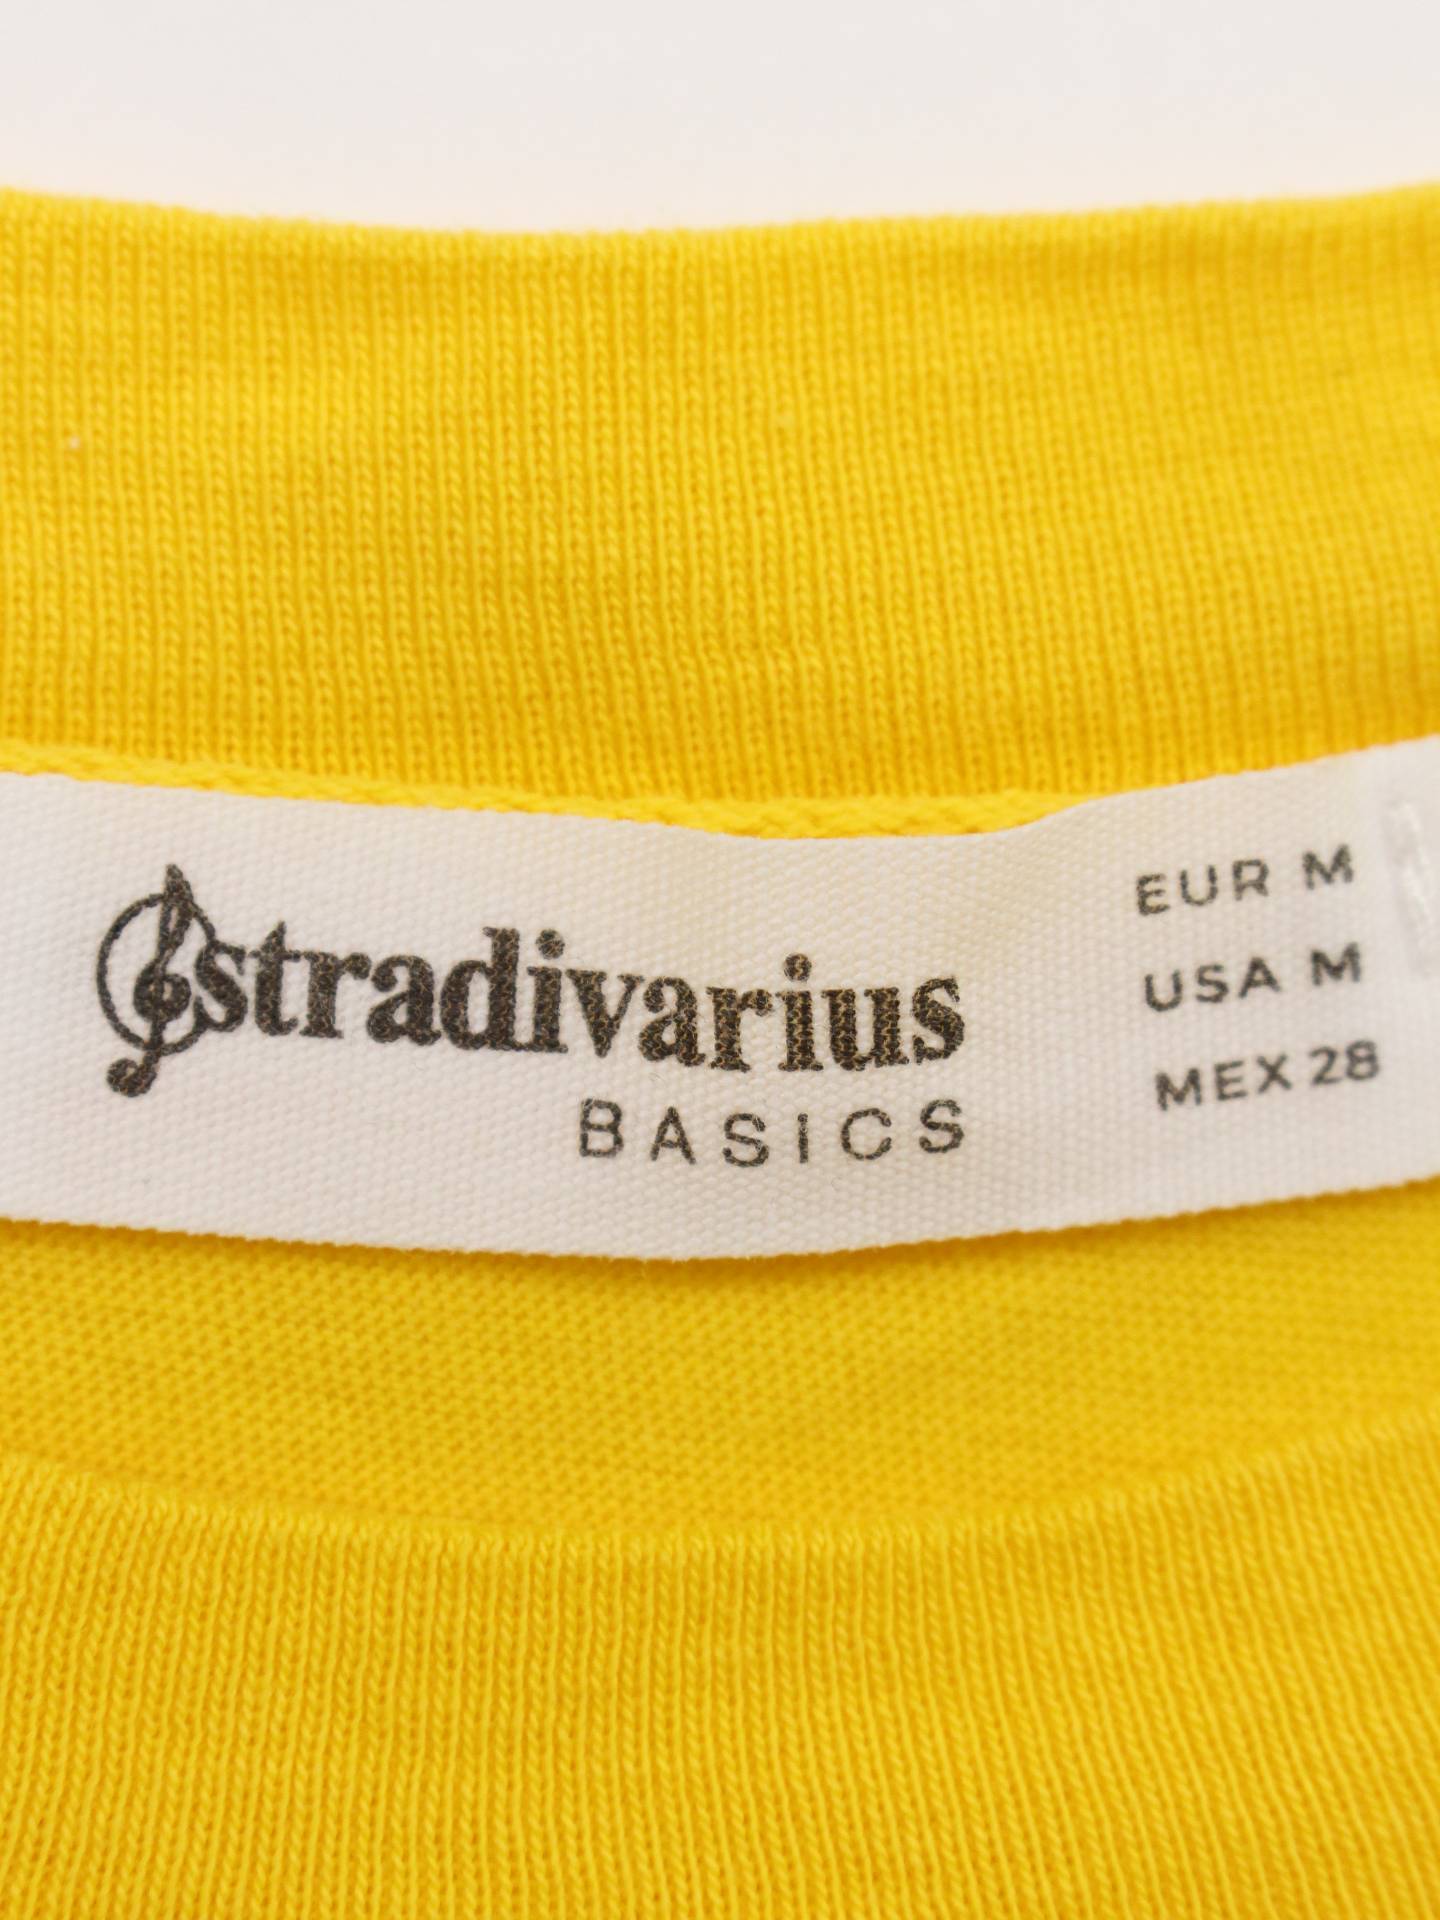 stradivarius
BASICS
EUR M
USA M
MEX 28